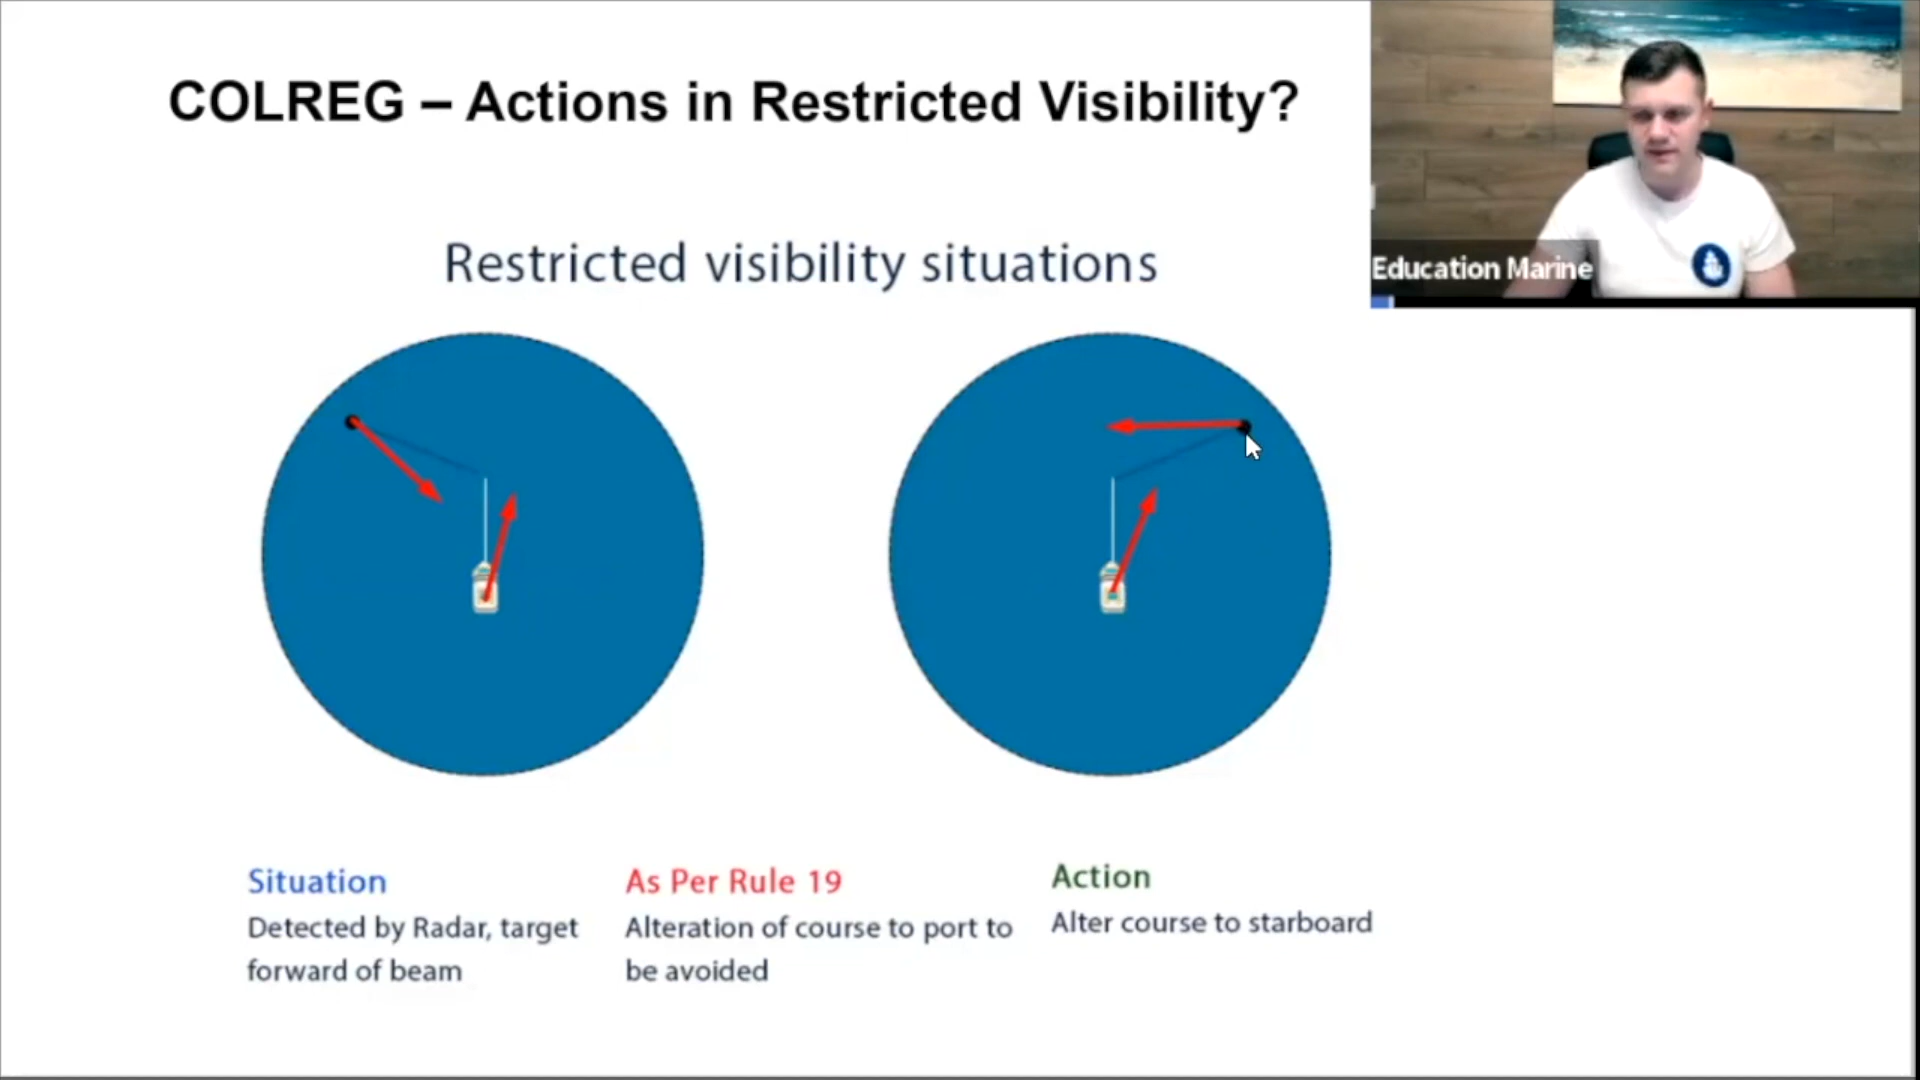 COLREG – Actions in Restricted Visibility?
Education Marine
Restricted visibility situations
Situation
Detected by Radar, target
forward of beam
As Per Rule 19
Alteration of course to port to
be avoided
Action
Alter course to starboard